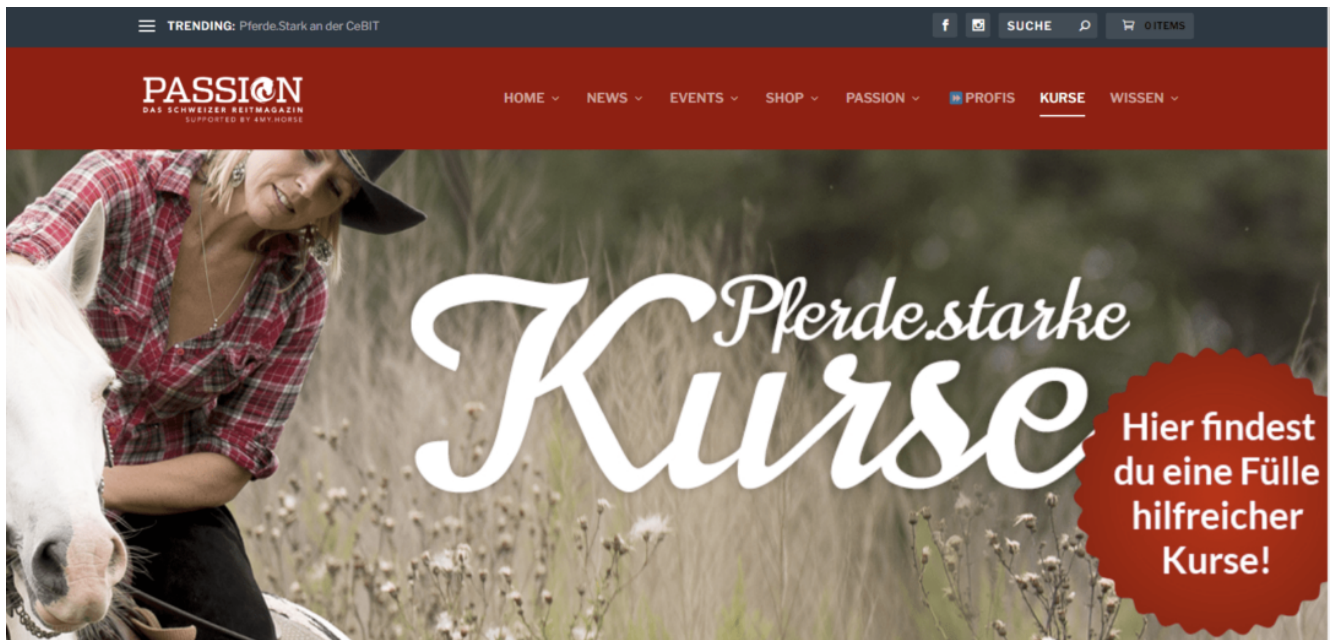 TRENDING: Pferde.Stark an der CeBIT
SUCHE
0 ITEMS
PASSION
DAS SCHWEIZER REITMAGAZIN
SUPPORTED BY 4MY.HORSE
HOME NEWS EVENTS SHOP PASSION PROFIS KURSE WISSEN
Pferde.starke
Kurse
Hier findest
du eine Fülle
hilfreicher
Kurse!